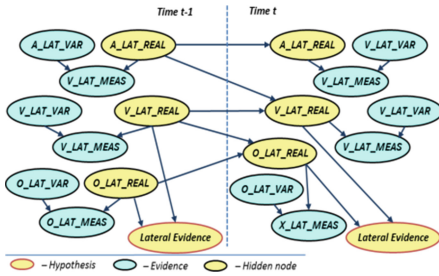 Time t-1 Time t
A_LAT_VAR A_LAT_REAL A_LAT_REAL V_LAT_VAR
V_LAT_MEAS V_LAT_MEAS
V_LAT_VAR V_LAT_REAL V_LAT_REAL V_LAT_VAR
V_LAT_MEAS V_LAT_MEAS
O_LAT_REAL
O_LAT_VAR O_LAT_REAL O_LAT_VAR
O_LAT_MEAS X_LAT_MEAS
Lateral Evidence Lateral Evidence
– Hypothesis – Evidence – Hidden node